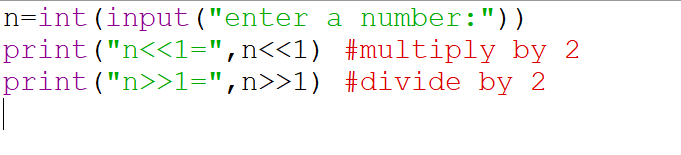 n=int(input("enter a number:"))
print("n<<1=",n<<1) #multiply by 2
print("n>>1=",n>>1) #divide by 2